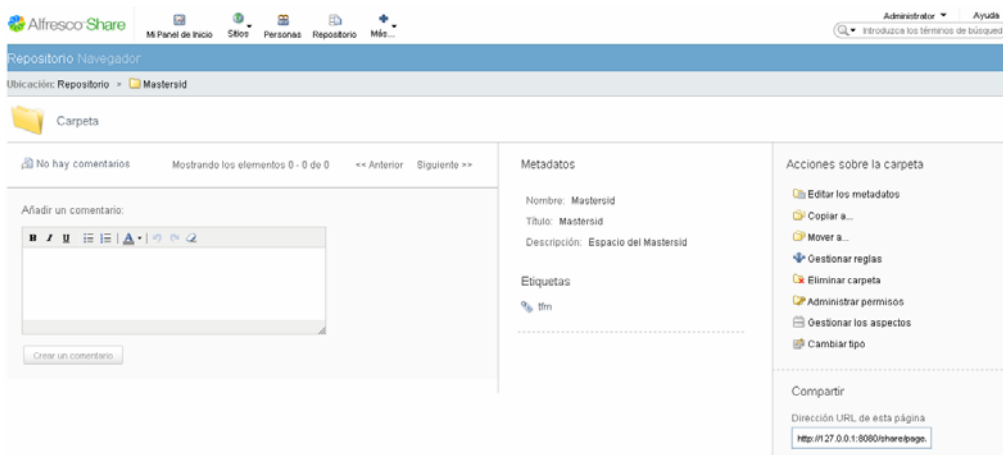 Alfresco Share
Mi Panel de Inicio
Sitios
Personas
Repositorio
Más...
Administrator
Ayuda
Introduzca los términos de búsqued
Repositorio Navegador
Ubicación: Repositorio > Mastersid
Carpeta
No hay comentarios
Mostrando los elementos 0 - 0 de 0
<< Anterior
Siguiente >>
Añadir un comentario:
B I U
A
Crear un comentario
Metadatos
Nombre: Mastersid
Título: Mastersid
Descripción: Espacio del Mastersid
Etiquetas
tfm
Acciones sobre la carpeta
Editar los metadatos
Copiar a...
Mover a...
Gestionar reglas
Eliminar carpeta
Administrar permisos
Gestionar los aspectos
Cambiar tipo
Compartir
Dirección URL de esta página
http://127.0.0.1:8080/share/page.